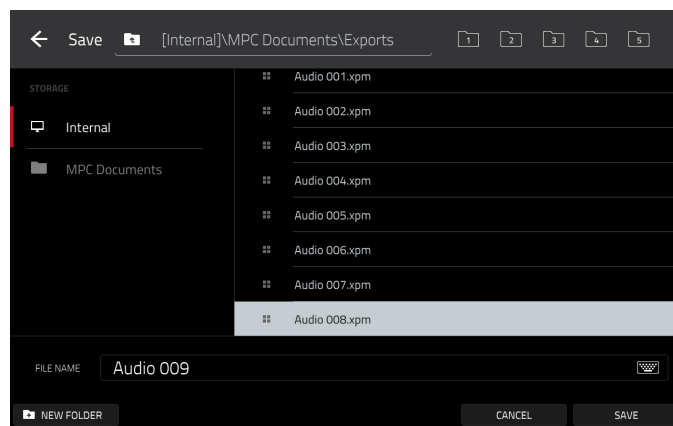 Save [Internal]\MPC Documents\Exports 1 2 3 4 5
STORAGE
Internal
MPC Documents
Audio 001.xpm
Audio 002.xpm
Audio 003.xpm
Audio 004.xpm
Audio 005.xpm
Audio 006.xpm
Audio 007.xpm
Audio 008.xpm
FILE NAME Audio 009
NEW FOLDER CANCEL SAVE